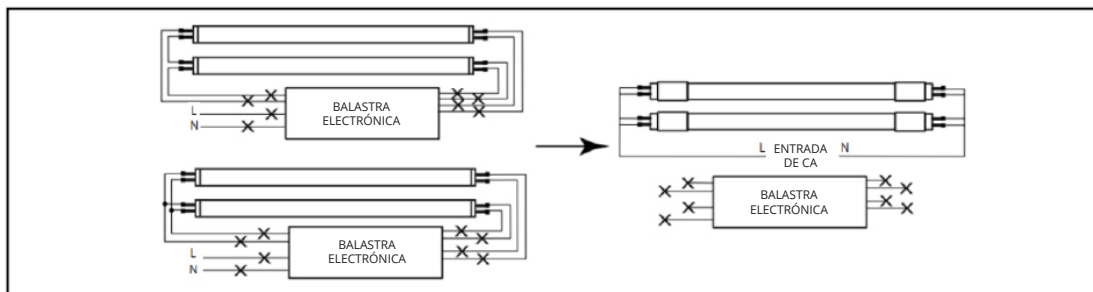 L
N
BALASTRA
ELECTRÓNICA
L
N
BALASTRA
ELECTRÓNICA
L ENTRADA N
DE CA
BALASTRA
ELECTRÓNICA